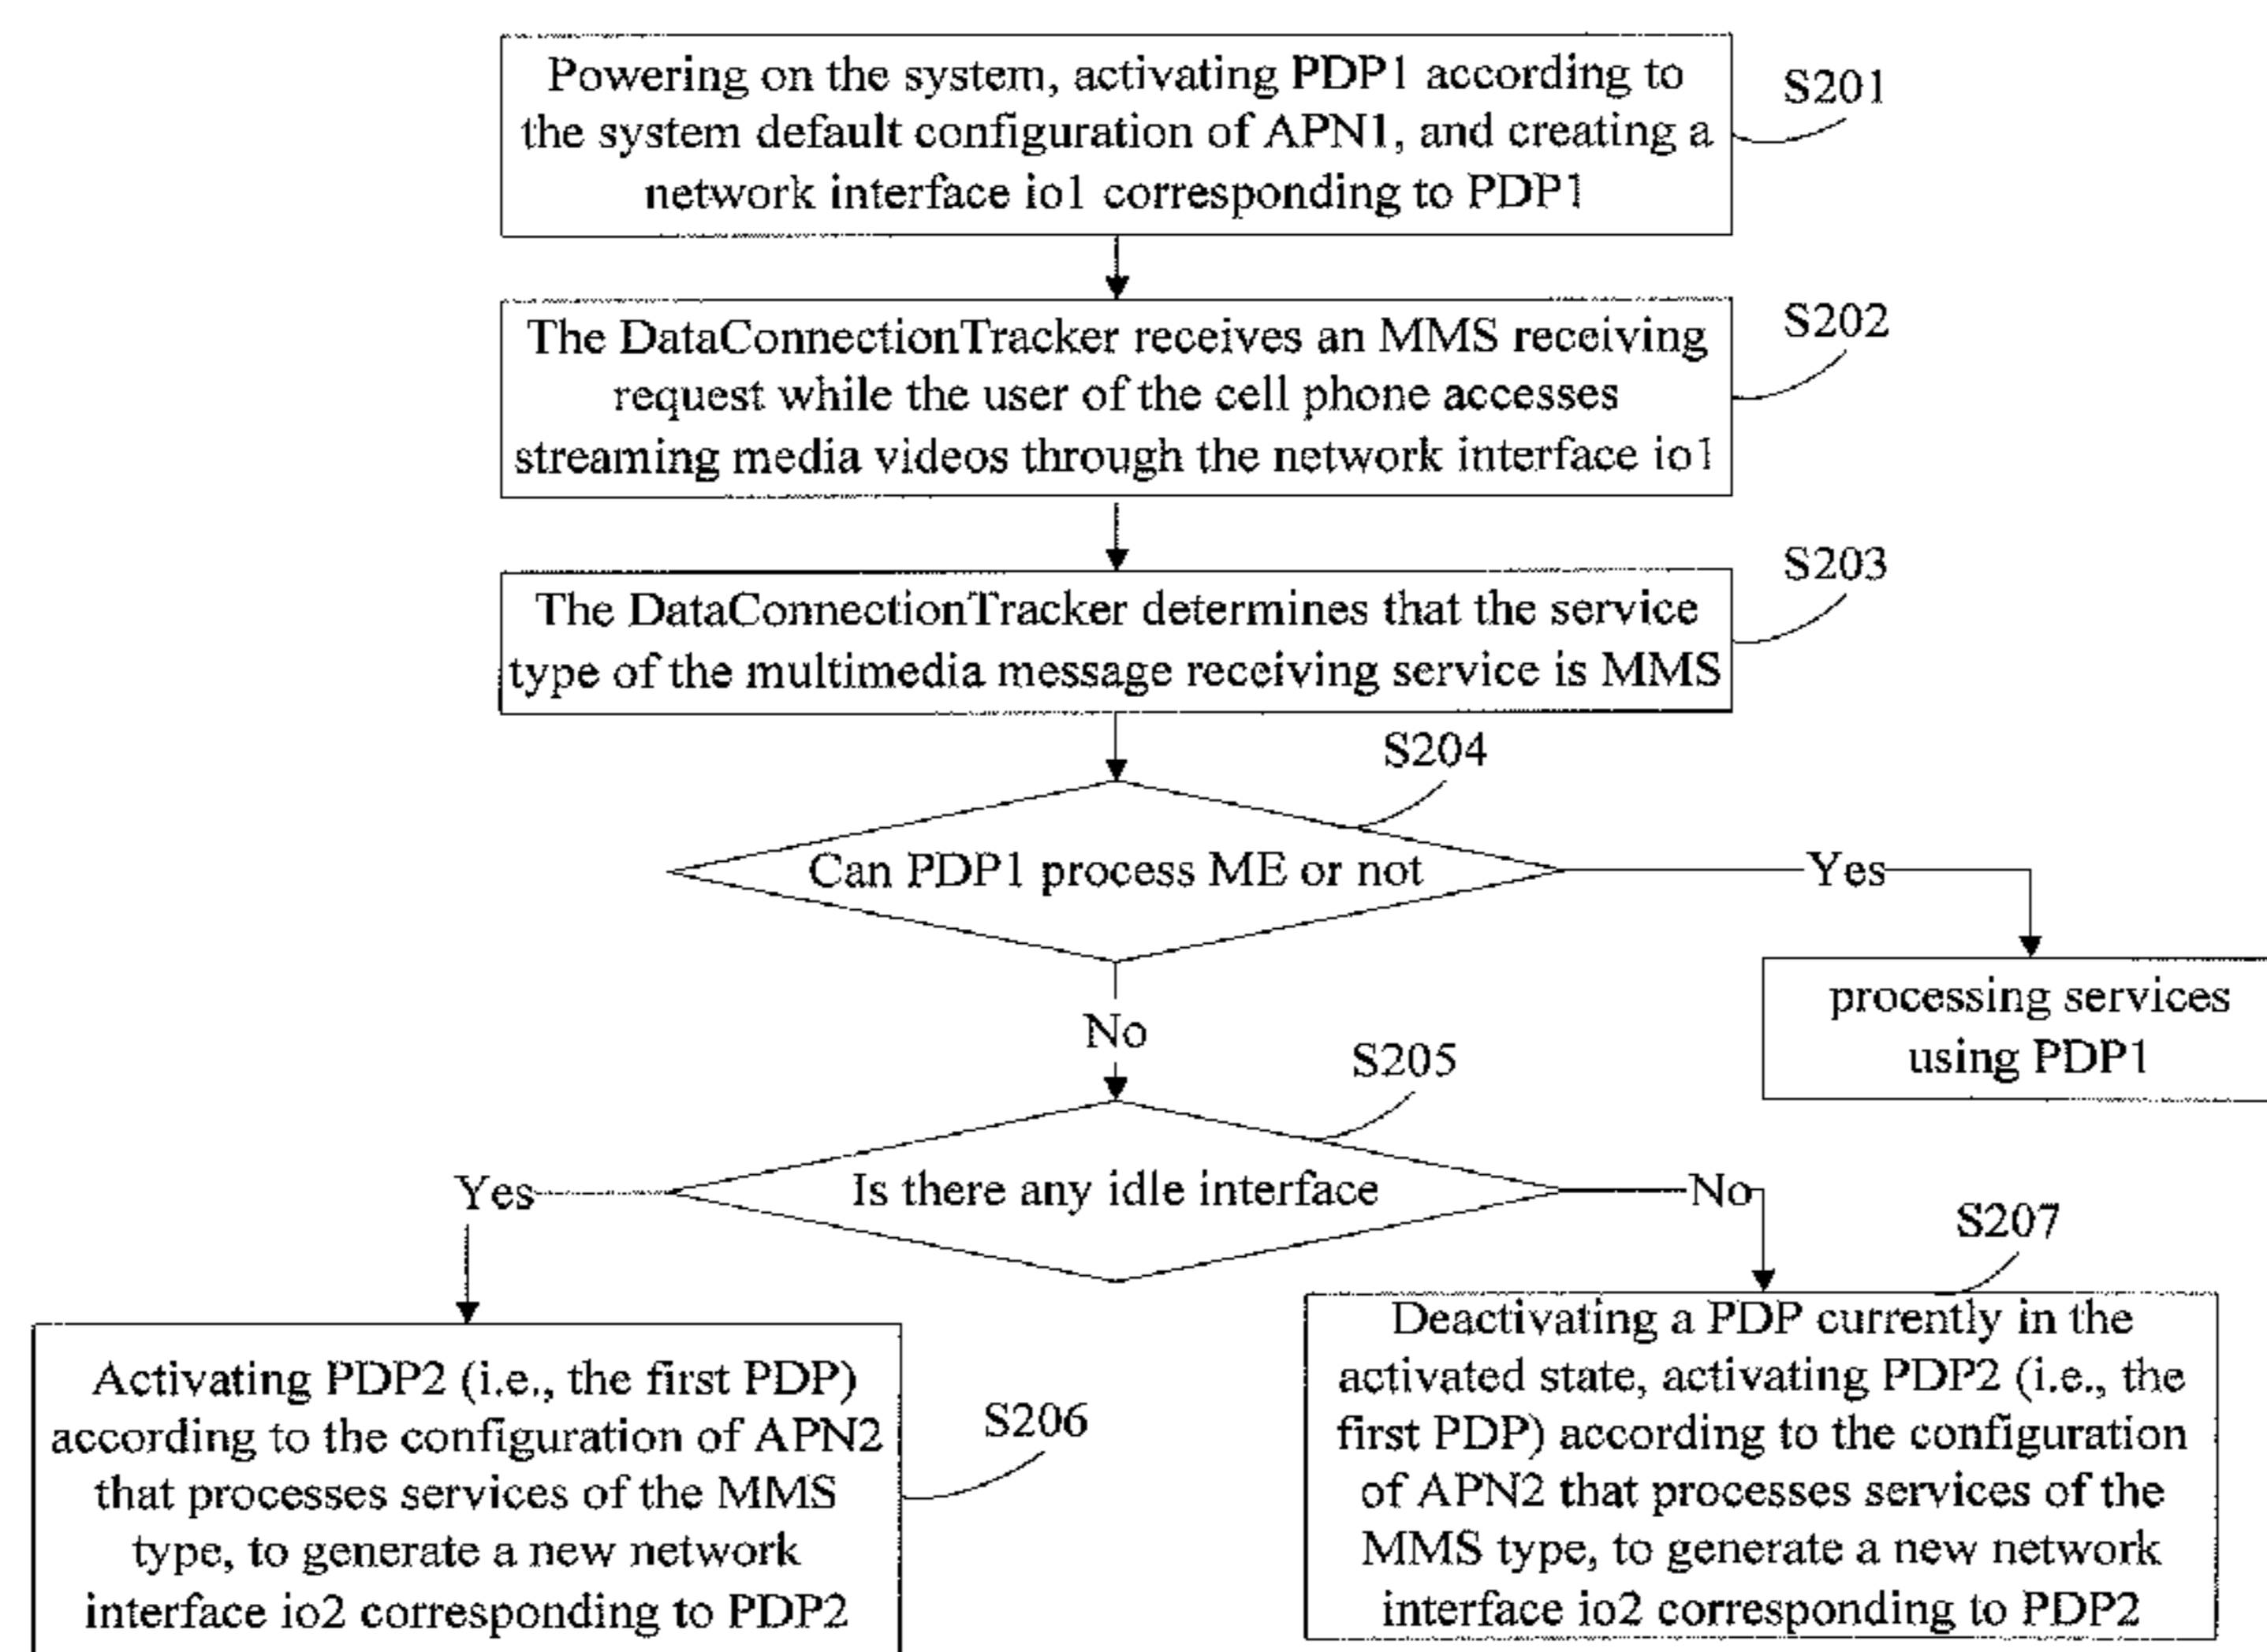 Powering on the system, activating PDP1 according to
the system default configuration of APN1, and creating a
network interface io1 corresponding to PDP1
S201
The DataConnectionTracker receives an MMS receiving
request while the user of the cell phone accesses
streaming media videos through the network interface io1
S202
The DataConnectionTracker determines that the service
type of the multimedia message receiving service is MMS
S203
S204
Can PDP1 process ME or not
Yes
processing services
using PDP1
No
S205
Is there any idle interface
Yes
No
S207
Activating PDP2 (i.e., the first PDP)
according to the configuration of APN2
that processes services of the MMS
type, to generate a new network
interface io2 corresponding to PDP2
S206
Deactivating a PDP currently in the
activated state, activating PDP2 (i.e., the
first PDP) according to the configuration
of APN2 that processes services of the
MMS type, to generate a new network
interface io2 corresponding to PDP2